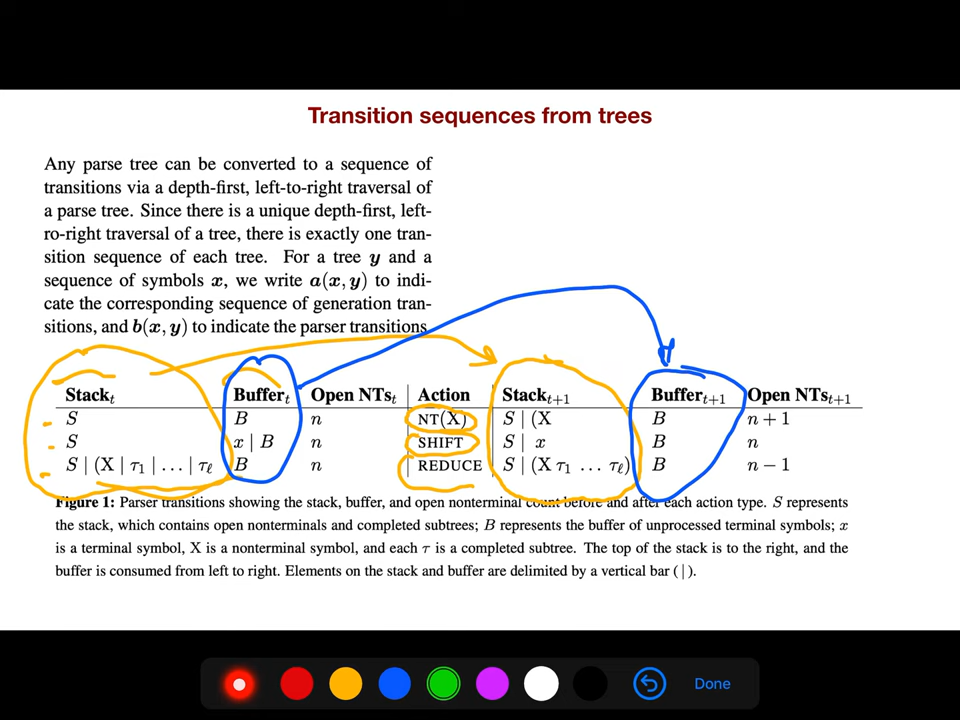 Transition sequences from trees
Any parse tree can be converted to a sequence of
transitions via a depth-first, left-to-right traversal of
a parse tree. Since there is a unique depth-first, left-
ro-right traversal of a tree, there is exactly one tran-
sition sequence of each tree. For a tree y and a
sequence of symbols x, we write a(x, y) to indi-
cate the corresponding sequence of generation tran-
sitions, and b(x, y) to indicate the parser transitions.
Stackₜ Bufferₜ Open NTsₜ Action Stackₜ₊₁ Bufferₜ₊₁ Open NTsₜ₊₁
S B n NT(X) S | (X B n + 1
S x | B n SHIFT S | x B n
S | (X | τ₁ | … | τℓ B n REDUCE S | (X τ₁ … τℓ) B n − 1
Figure 1: Parser transitions showing the stack, buffer, and open nonterminal count before and after each action type. S represents
the stack, which contains open nonterminals and completed subtrees; B represents the buffer of unprocessed terminal symbols; x
is a terminal symbol, X is a nonterminal symbol, and each τ is a completed subtree. The top of the stack is to the right, and the
buffer is consumed from left to right. Elements on the stack and buffer are delimited by a vertical bar ( | ).
Done